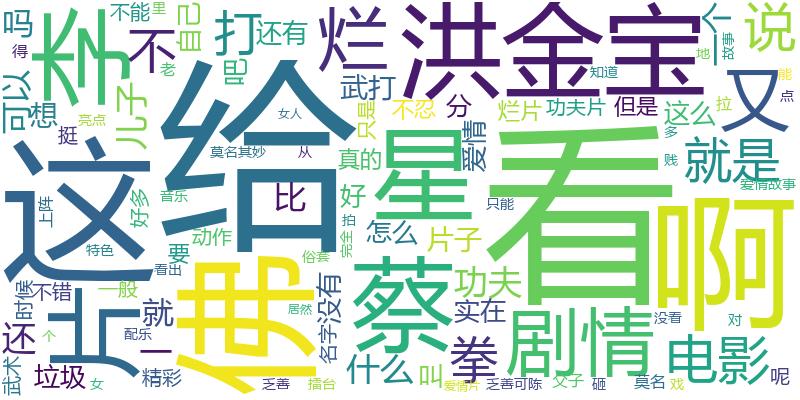 吗 不能 里 自己 打 还有 烂 洪金宝 一个 说
得 李 不 吧 武打 又 故事
可以 老 儿子 给 只是 不忍 分 烂片 功夫片 但是 知道 这么 拉 地 能 点
想 亮点 女人 爱情
挺 莫名其妙 从 真的 星 看 多 就是
这 好多 音乐 比 好 贱 爱情故事
上阵 特色 动作 拍 只能 啊
要 怎么 片子
看出 佛 俗套 完全 蔡 功夫
时候 不错 一般 片 就 居然 没有 实在 剧情 没看 对
还 个 配乐 一 名字 拳 电影
武术 垃圾 女 精彩 乏善 擂台 什么 叫 爱情片 乏善可陈 父子 砸 莫名 戏 呢